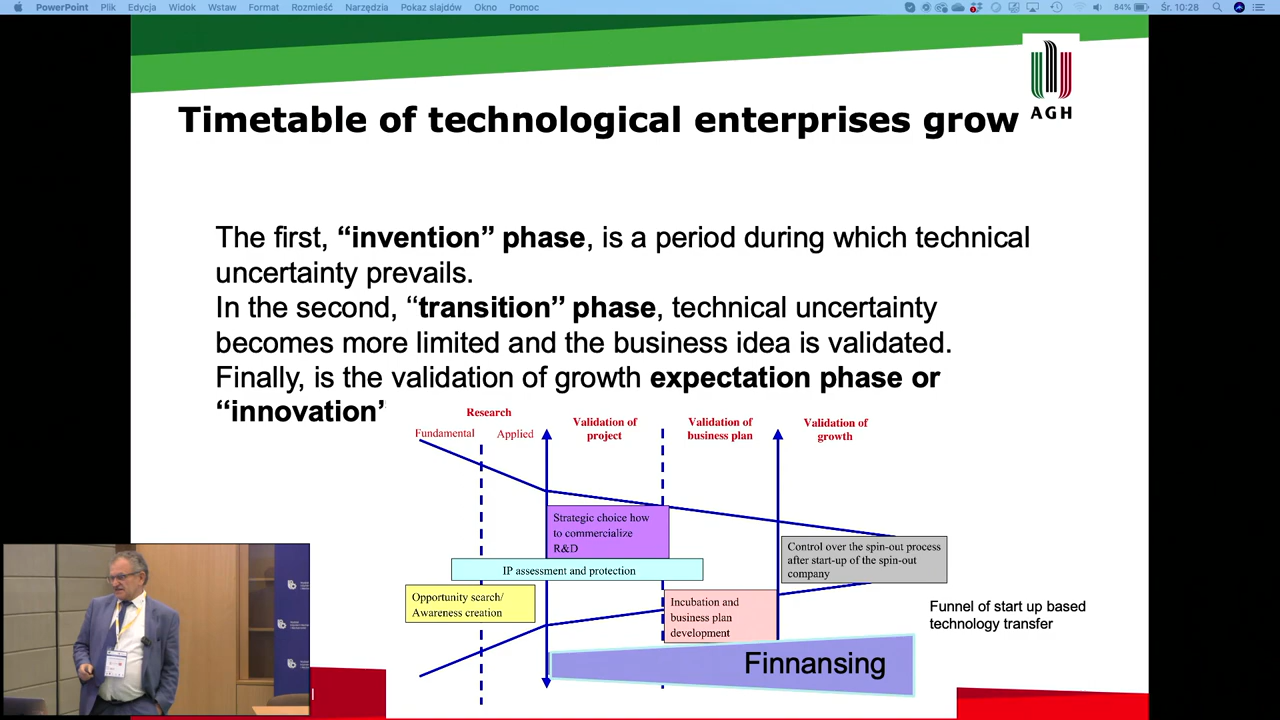 PowerPoint Plik Edycja Widok Wstaw Format Rozmieść Narzędzia Pokaz slajdów Okno Pomoc 84% Śr. 10:28
AGH
Timetable of technological enterprises grow
The first, “invention” phase, is a period during which technical
uncertainty prevails.
In the second, “transition” phase, technical uncertainty
becomes more limited and the business idea is validated.
Finally, is the validation of growth expectation phase or
“innovation’
Research
Fundamental Applied
Validation of
project
Validation of
business plan
Validation of
growth
Strategic choice how
to commercialize
R&D
IP assessment and protection
Opportunity search/
Awareness creation
Incubation and
business plan
development
Control over the spin-out process
after start-up of the spin-out
company
Funnel of start up based
technology transfer
Finnansing